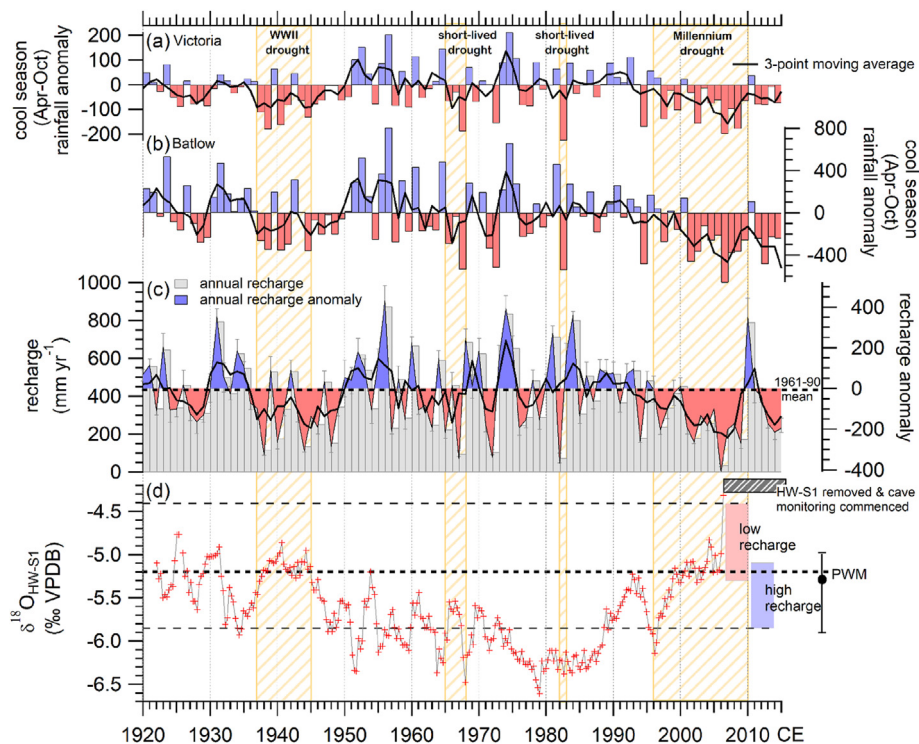 (a) Victoria
WWII
drought
short-lived
drought
short-lived
drought
Millennium
drought
3-point moving average
cool season
(Apr-Oct)
rainfall anomaly
200
100
0
-100
-200
(b) Batlow
cool season
(Apr-Oct)
rainfall anomaly
800
400
0
-400
(c)
annual recharge
annual recharge anomaly
recharge
(mm yr-1)
1000
800
600
400
200
0
recharge anomaly
400
200
0
-200
-400
1961-90
mean
(d)
HW-S1 removed & cave
monitoring commenced
low
recharge
high
recharge
PWM
δ18OHW-S1
(‰ VPDB)
-4.5
-5.0
-5.5
-6.0
-6.5
1920 1930 1940 1950 1960 1970 1980 1990 2000 2010 CE